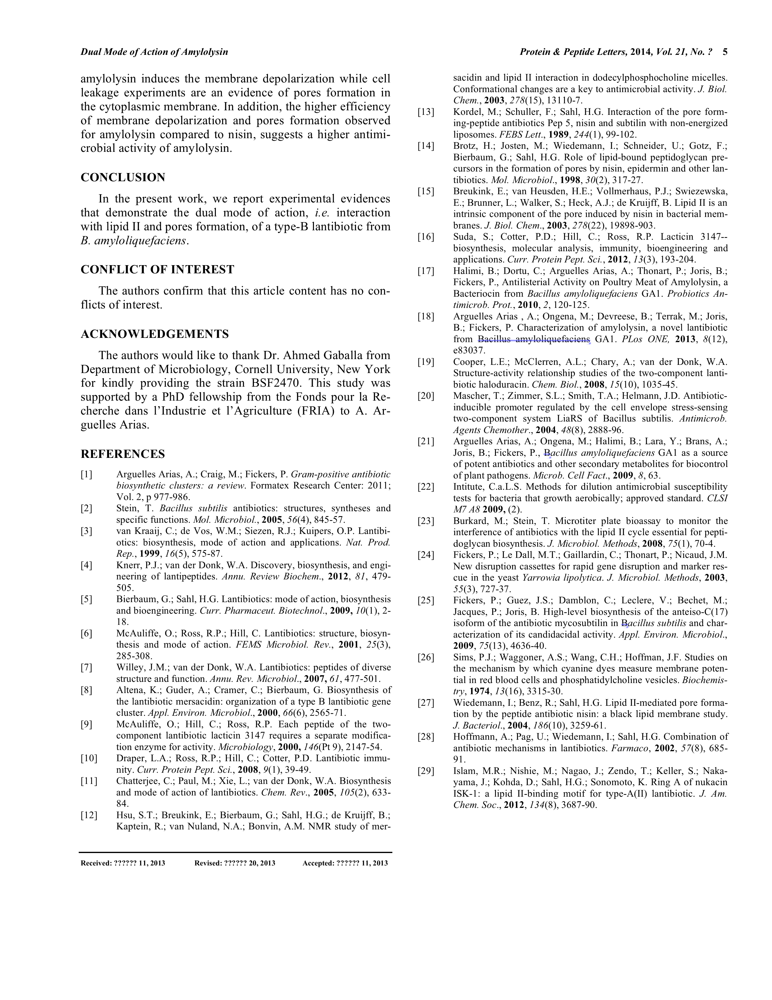 Dual Mode of Action of Amylolysin
Protein & Peptide Letters, 2014, Vol. 21, No. ? 5
amylolysin induces the membrane depolarization while cell
leakage experiments are an evidence of pores formation in
the cytoplasmic membrane. In addition, the higher efficiency
of membrane depolarization and pores formation observed
for amylolysin compared to nisin, suggests a higher antimi-
crobial activity of amylolysin.
CONCLUSION
In the present work, we report experimental evidences
that demonstrate the dual mode of action, i.e. interaction
with lipid II and pores formation, of a type-B lantibiotic from
B. amyloliquefaciens.
CONFLICT OF INTEREST
The authors confirm that this article content has no con-
flicts of interest.
ACKNOWLEDGEMENTS
The authors would like to thank Dr. Ahmed Gaballa from
Department of Microbiology, Cornell University, New York
for kindly providing the strain BSF2470. This study was
supported by a PhD fellowship from the Fonds pour la Re-
cherche dans l’Industrie et l’Agriculture (FRIA) to A. Ar-
guelles Arias.
REFERENCES
[1] Arguelles Arias, A.; Craig, M.; Fickers, P. Gram-positive antibiotic
biosynthetic clusters: a review. Formatex Research Center: 2011;
Vol. 2, p 977-986.
[2] Stein, T. Bacillus subtilis antibiotics: structures, syntheses and
specific functions. Mol. Microbiol., 2005, 56(4), 845-57.
[3] van Kraaij, C.; de Vos, W.M.; Siezen, R.J.; Kuipers, O.P. Lantibi-
otics: biosynthesis, mode of action and applications. Nat. Prod.
Rep., 1999, 16(5), 575-87.
[4] Knerr, P.J.; van der Donk, W.A. Discovery, biosynthesis, and engi-
neering of lantipeptides. Annu. Review Biochem., 2012, 81, 479-
505.
[5] Bierbaum, G.; Sahl, H.G. Lantibiotics: mode of action, biosynthesis
and bioengineering. Curr. Pharmaceut. Biotechnol., 2009, 10(1), 2-
18.
[6] McAuliffe, O.; Ross, R.P.; Hill, C. Lantibiotics: structure, biosyn-
thesis and mode of action. FEMS Microbiol. Rev., 2001, 25(3),
285-308.
[7] Willey, J.M.; van der Donk, W.A. Lantibiotics: peptides of diverse
structure and function. Annu. Rev. Microbiol., 2007, 61, 477-501.
[8] Altena, K.; Guder, A.; Cramer, C.; Bierbaum, G. Biosynthesis of
the lantibiotic mersacidin: organization of a type B lantibiotic gene
cluster. Appl. Environ. Microbiol., 2000, 66(6), 2565-71.
[9] McAuliffe, O.; Hill, C.; Ross, R.P. Each peptide of the two-
component lantibiotic lacticin 3147 requires a separate modifica-
tion enzyme for activity. Microbiology, 2000, 146(Pt 9), 2147-54.
[10] Draper, L.A.; Ross, R.P.; Hill, C.; Cotter, P.D. Lantibiotic immu-
nity. Curr. Protein Pept. Sci., 2008, 9(1), 39-49.
[11] Chatterjee, C.; Paul, M.; Xie, L.; van der Donk, W.A. Biosynthesis
and mode of action of lantibiotics. Chem. Rev., 2005, 105(2), 633-
84.
[12] Hsu, S.T.; Breukink, E.; Bierbaum, G.; Sahl, H.G.; de Kruijff, B.;
Kaptein, R.; van Nuland, N.A.; Bonvin, A.M. NMR study of mer-
sacidin and lipid II interaction in dodecylphosphocholine micelles.
Conformational changes are a key to antimicrobial activity. J. Biol.
Chem., 2003, 278(15), 13110-7.
[13] Kordel, M.; Schuller, F.; Sahl, H.G. Interaction of the pore form-
ing-peptide antibiotics Pep 5, nisin and subtilin with non-energized
liposomes. FEBS Lett., 1989, 244(1), 99-102.
[14] Brotz, H.; Josten, M.; Wiedemann, I.; Schneider, U.; Gotz, F.;
Bierbaum, G.; Sahl, H.G. Role of lipid-bound peptidoglycan pre-
cursors in the formation of pores by nisin, epidermin and other lan-
tibiotics. Mol. Microbiol., 1998, 30(2), 317-27.
[15] Breukink, E.; van Heusden, H.E.; Vollmerhaus, P.J.; Swiezewska,
E.; Brunner, L.; Walker, S.; Heck, A.J.; de Kruijff, B. Lipid II is an
intrinsic component of the pore induced by nisin in bacterial mem-
branes. J. Biol. Chem., 2003, 278(22), 19898-903.
[16] Suda, S.; Cotter, P.D.; Hill, C.; Ross, R.P. Lacticin 3147--
biosynthesis, molecular analysis, immunity, bioengineering and
applications. Curr. Protein Pept. Sci., 2012, 13(3), 193-204.
[17] Halimi, B.; Dortu, C.; Arguelles Arias, A.; Thonart, P.; Joris, B.;
Fickers, P., Antilisterial Activity on Poultry Meat of Amylolysin, a
Bacteriocin from Bacillus amyloliquefaciens GA1. Probiotics An-
timicrob. Prot., 2010, 2, 120-125.
[18] Arguelles Arias , A.; Ongena, M.; Devreese, B.; Terrak, M.; Joris,
B.; Fickers, P. Characterization of amylolysin, a novel lantibiotic
from Bacillus amyloliquefaciens GA1. PLos ONE, 2013, 8(12),
e83037.
[19] Cooper, L.E.; McClerren, A.L.; Chary, A.; van der Donk, W.A.
Structure-activity relationship studies of the two-component lanti-
biotic haloduracin. Chem. Biol., 2008, 15(10), 1035-45.
[20] Mascher, T.; Zimmer, S.L.; Smith, T.A.; Helmann, J.D. Antibiotic-
inducible promoter regulated by the cell envelope stress-sensing
two-component system LiaRS of Bacillus subtilis. Antimicrob.
Agents Chemother., 2004, 48(8), 2888-96.
[21] Arguelles Arias, A.; Ongena, M.; Halimi, B.; Lara, Y.; Brans, A.;
Joris, B.; Fickers, P., Bacillus amyloliquefaciens GA1 as a source
of potent antibiotics and other secondary metabolites for biocontrol
of plant pathogens. Microb. Cell Fact., 2009, 8, 63.
[22] Intitute, C.a.L.S. Methods for dilution antimicrobial susceptibility
tests for bacteria that growth aerobically; approved standard. CLSI
M7 A8 2009, (2).
[23] Burkard, M.; Stein, T. Microtiter plate bioassay to monitor the
interference of antibiotics with the lipid II cycle essential for pepti-
doglycan biosynthesis. J. Microbiol. Methods, 2008, 75(1), 70-4.
[24] Fickers, P.; Le Dall, M.T.; Gaillardin, C.; Thonart, P.; Nicaud, J.M.
New disruption cassettes for rapid gene disruption and marker res-
cue in the yeast Yarrowia lipolytica. J. Microbiol. Methods, 2003,
55(3), 727-37.
[25] Fickers, P.; Guez, J.S.; Damblon, C.; Leclere, V.; Bechet, M.;
Jacques, P.; Joris, B. High-level biosynthesis of the anteiso-C(17)
isoform of the antibiotic mycosubtilin in Bacillus subtilis and char-
acterization of its candidacidal activity. Appl. Environ. Microbiol.,
2009, 75(13), 4636-40.
[26] Sims, P.J.; Waggoner, A.S.; Wang, C.H.; Hoffman, J.F. Studies on
the mechanism by which cyanine dyes measure membrane poten-
tial in red blood cells and phosphatidylcholine vesicles. Biochemis-
try, 1974, 13(16), 3315-30.
[27] Wiedemann, I.; Benz, R.; Sahl, H.G. Lipid II-mediated pore forma-
tion by the peptide antibiotic nisin: a black lipid membrane study.
J. Bacteriol., 2004, 186(10), 3259-61.
[28] Hoffmann, A.; Pag, U.; Wiedemann, I.; Sahl, H.G. Combination of
antibiotic mechanisms in lantibiotics. Farmaco, 2002, 57(8), 685-
91.
[29] Islam, M.R.; Nishie, M.; Nagao, J.; Zendo, T.; Keller, S.; Naka-
yama, J.; Kohda, D.; Sahl, H.G.; Sonomoto, K. Ring A of nukacin
ISK-1: a lipid II-binding motif for type-A(II) lantibiotic. J. Am.
Chem. Soc., 2012, 134(8), 3687-90.
Received: ?????? 11, 2013 Revised: ?????? 20, 2013 Accepted: ?????? 11, 2013